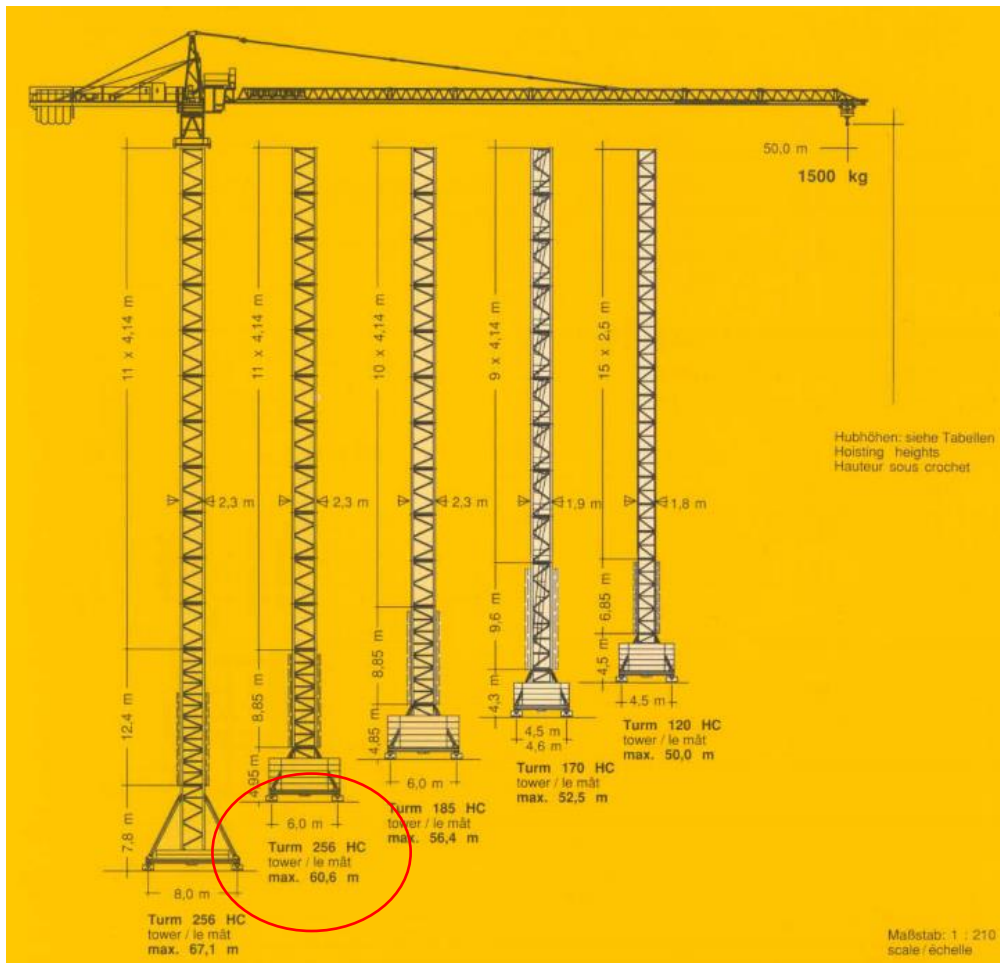 50,0 m
1500 kg
11 x 4,14 m
11 x 4,14 m
10 x 4,14 m
9 x 4,14 m
15 x 2,5 m
Hubhöhen: siehe Tabellen
Hoisting heights
Hauteur sous crochet
2,3 m
2,3 m
2,3 m
1,9 m
1,8 m
12,4 m
8,85 m
8,85 m
9,6 m
6,85 m
7,8 m
4,95 m
4,85 m
4,3 m
4,5 m
8,0 m
Turm 256 HC
tower / le mât
max. 67,1 m
6,0 m
Turm 256 HC
tower / le mât
max. 60,6 m
6,0 m
Turm 185 HC
tower / le mât
max. 56,4 m
4,5 m
4,6 m
Turm 170 HC
tower / le mât
max. 52,5 m
4,5 m
Turm 120 HC
tower / le mât
max. 50,0 m
Maßstab: 1 : 210
scale / échelle